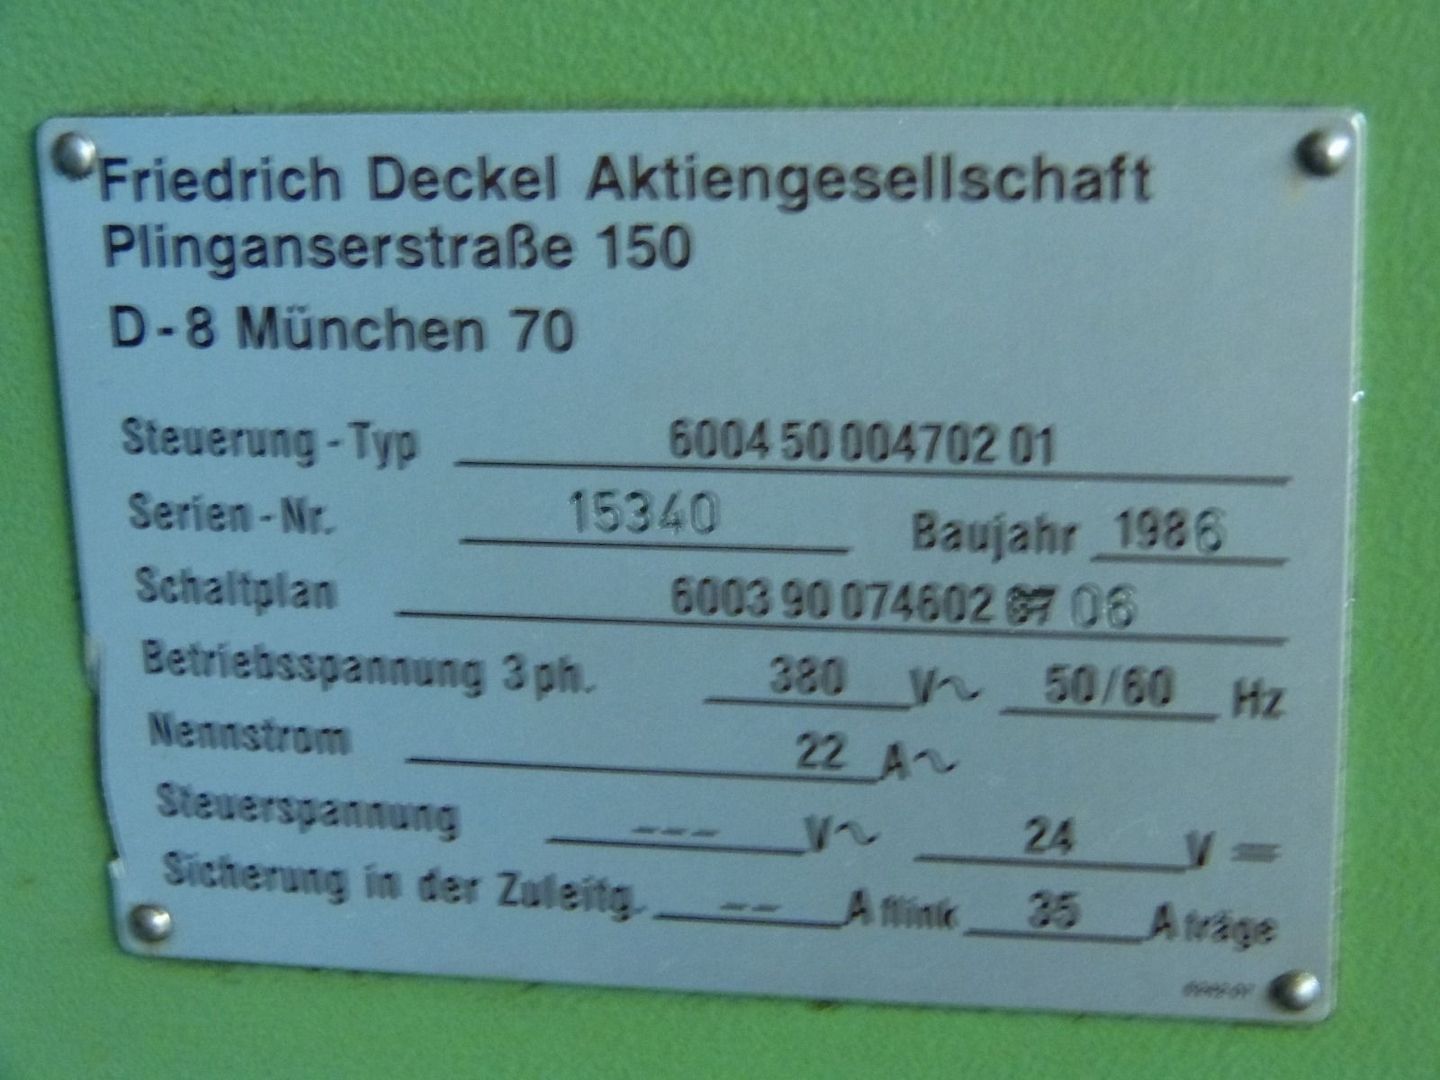 Friedrich Deckel Aktiengesellschaft
Plinganserstraße 150
D-8 München 70
Steuerung-Typ 6004 50 004702 01
Serien-Nr. 15340 Baujahr 1986
Schaltplan 6003 90 074602 06
Betriebsspannung 3ph. 380 V~ 50/60 Hz
Nennstrom 22 A~
Steuerspannung --- V~ 24 V=
Sicherung in der Zuleitg. -- A flink 35 A träge